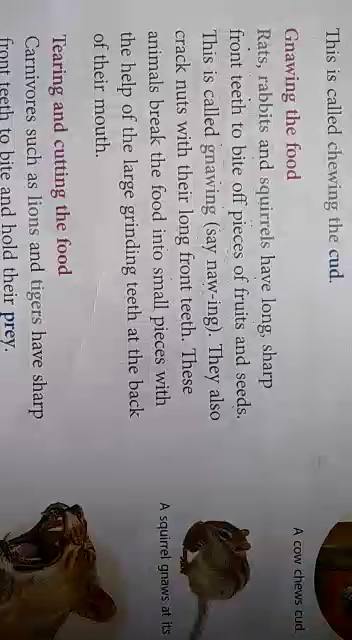 This is called chewing the cud.
Gnawing the food
Rats, rabbits and squirrels have long, sharp
front teeth to bite off pieces of fruits and seeds.
This is called gnawing (say naw-ing). They also
crack nuts with their long front teeth. These
animals break the food into small pieces with
the help of the large grinding teeth at the back
of their mouth.
Tearing and cutting the food
Carnivores such as lions and tigers have sharp
front teeth to bite and hold their prey.
A cow chews cud.
A squirrel gnaws at its